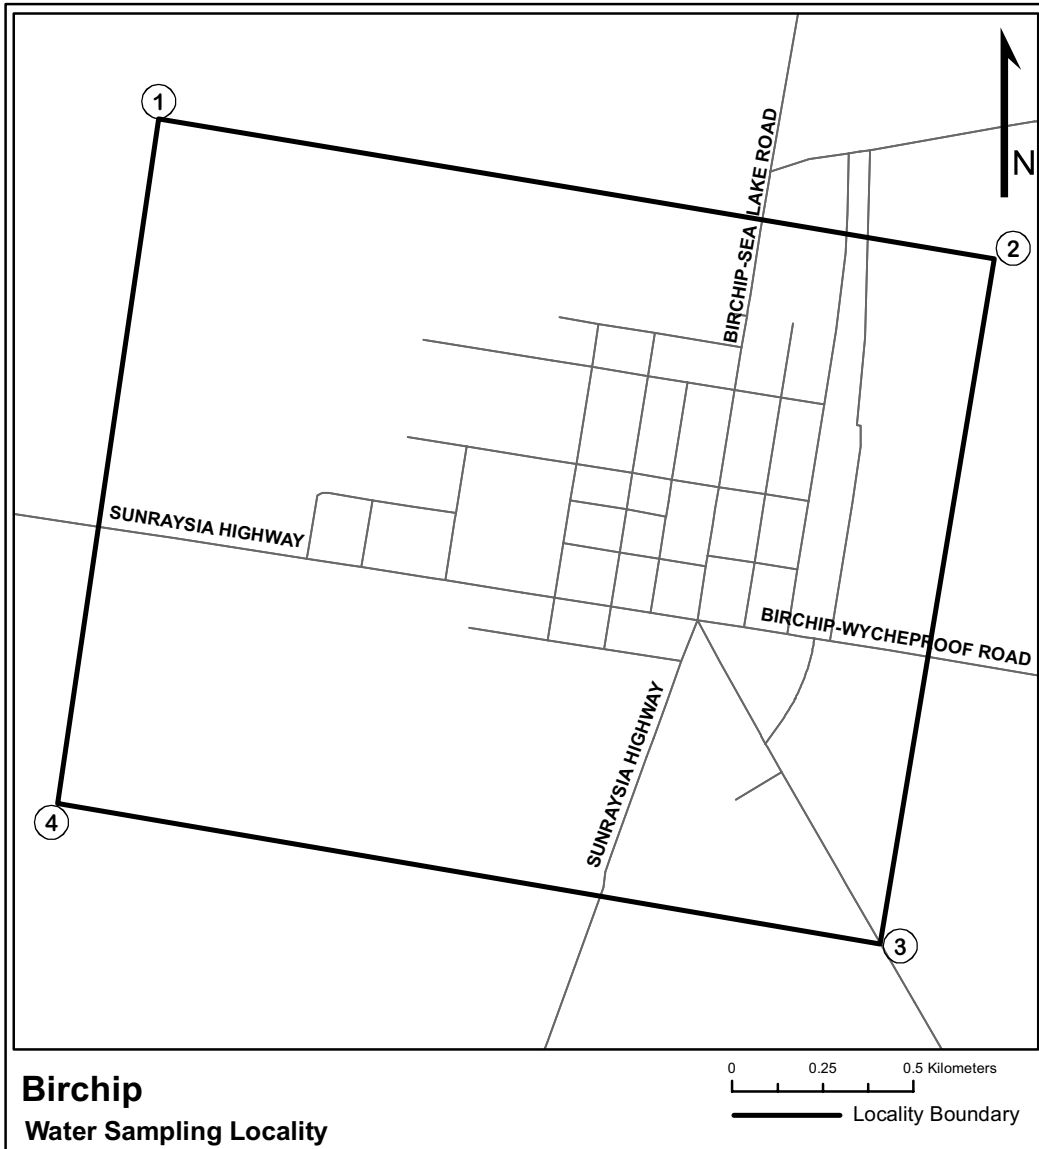 1
N
BIRCHIP-SEA LAKE ROAD
2
SUNRAYSIA HIGHWAY
BIRCHIP-WYCHEPROOF ROAD
SUNRAYSIA HIGHWAY
4
3
Birchip
Water Sampling Locality
0 0.25 0.5 Kilometers
Locality Boundary